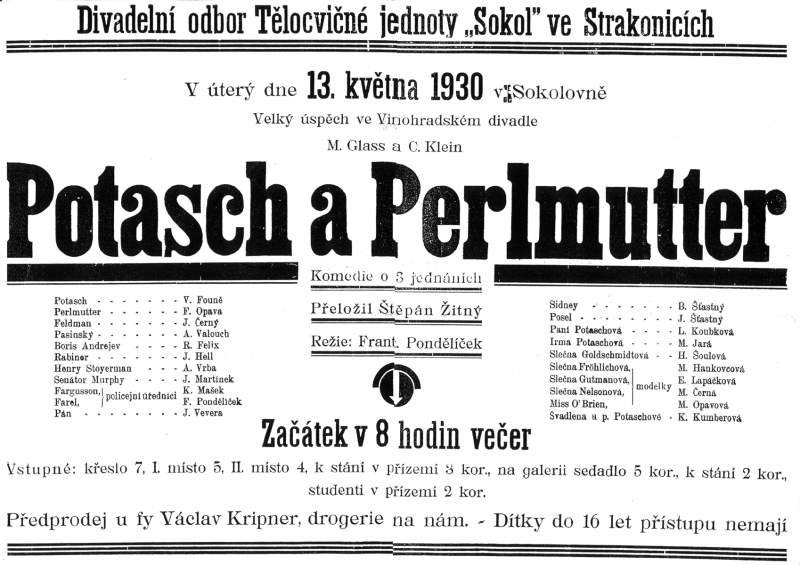 Divadelní odbor Tělocvičné jednoty „Sokol” ve Strakonicích
V úterý dne 13. května 1930 v Sokolovně
Velký úspěch ve Vinohradském divadle
M. Glass a C. Klein
Potasch a Perlmutter
Komedie o 3 jednáních
Přeložil Štěpán Žitný
Režie: Frant. Pondělíček
Potasch - - - - - - - V. Founě
Perlmutter - - - - - - F. Opava
Feldman - - - - - - - J. Černý
Pasinský - - - - - - A. Valouch
Boris Andrejev - - - - R. Felix
Rabiner - - - - - - - J. Hell
Henry Stoyerman - - - A. Vrba
Senátor Murphy - - - - J. Martínek
Fargusson, policejní úředníci K. Mašek
Farel, F. Pondělíček
Pán - - - - - - - - J. Vevera
Sidney - - - - - - - B. Šťastný
Posel - - - - - - - J. Šťastný
Paní Potaschová - - - - L. Koubková
Irma Potaschová - - - - M. Jará
Slečna Goldschmidtová - - H. Šoulová
Slečna Fröhlichová, M. Hankovcová
Slečna Gutmanová, modelky E. Lapáčková
Slečna Nelsonová, M. Černá
Miss O'Brien, M. Opavová
Švadlena u p. Potaschové - K. Kumberová
Začátek v 8 hodin večer
Vstupné: křeslo 7, I. místo 5, II. místo 4, k stání v přízemí 3 kor., na galerii sedadlo 5 kor., k stání 2 kor.,
studenti v přízemí 2 kor.
Předprodej u fy Václav Kripner, drogerie na nám. - Dítky do 16 let přístupu nemají